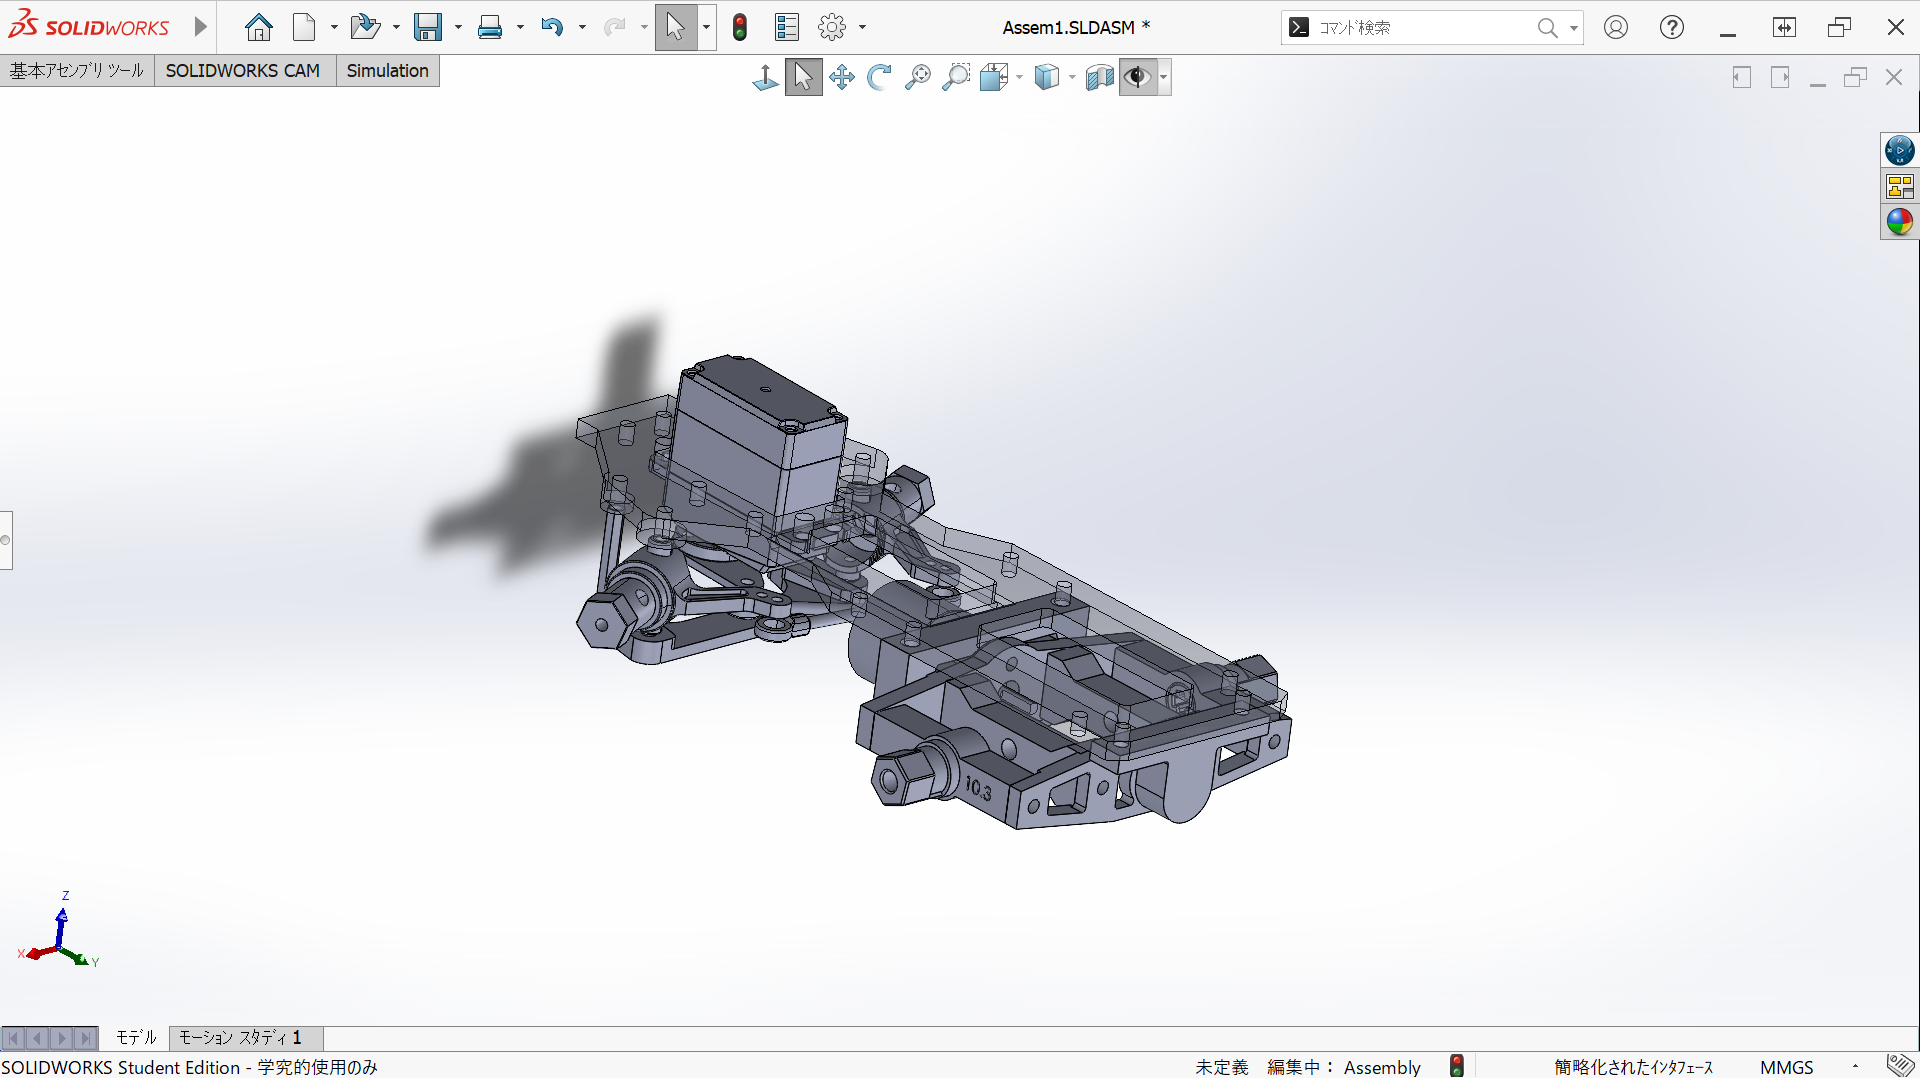 SOLIDWORKS
Assem1.SLDASM *
コマンド検索
基本アセンブリ ツール
SOLIDWORKS CAM
Simulation
10.3
Z
X
Y
モデル
モーション スタディ 1
SOLIDWORKS Student Edition - 学究的使用のみ
未定義
編集中： Assembly
簡略化されたインタフェース
MMGS